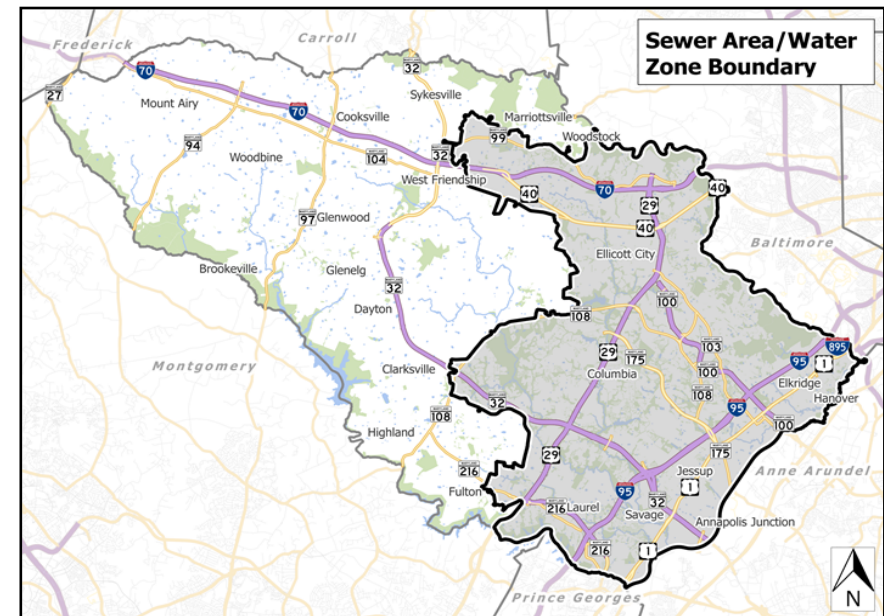 Sewer Area/Water
Zone Boundary
Frederick
Carroll
70
32
27
Mount Airy
70
Sykesville
Cooksville
Marriottsville
99
Woodstock
94
Woodbine
104
32
West Friendship
40
70
40
29
97
Glenwood
40
Baltimore
Ellicott City
Brookeville
Glenelg
32
100
Dayton
108
103
895
29
175
95
1
Montgomery
Clarksville
Columbia
100
Elkridge
108
Hanover
32
95
108
100
Highland
29
175
216
Jessup
Anne Arundel
Fulton
95
1
32
216
Laurel
Savage
Annapolis Junction
216
1
Prince Georges
N